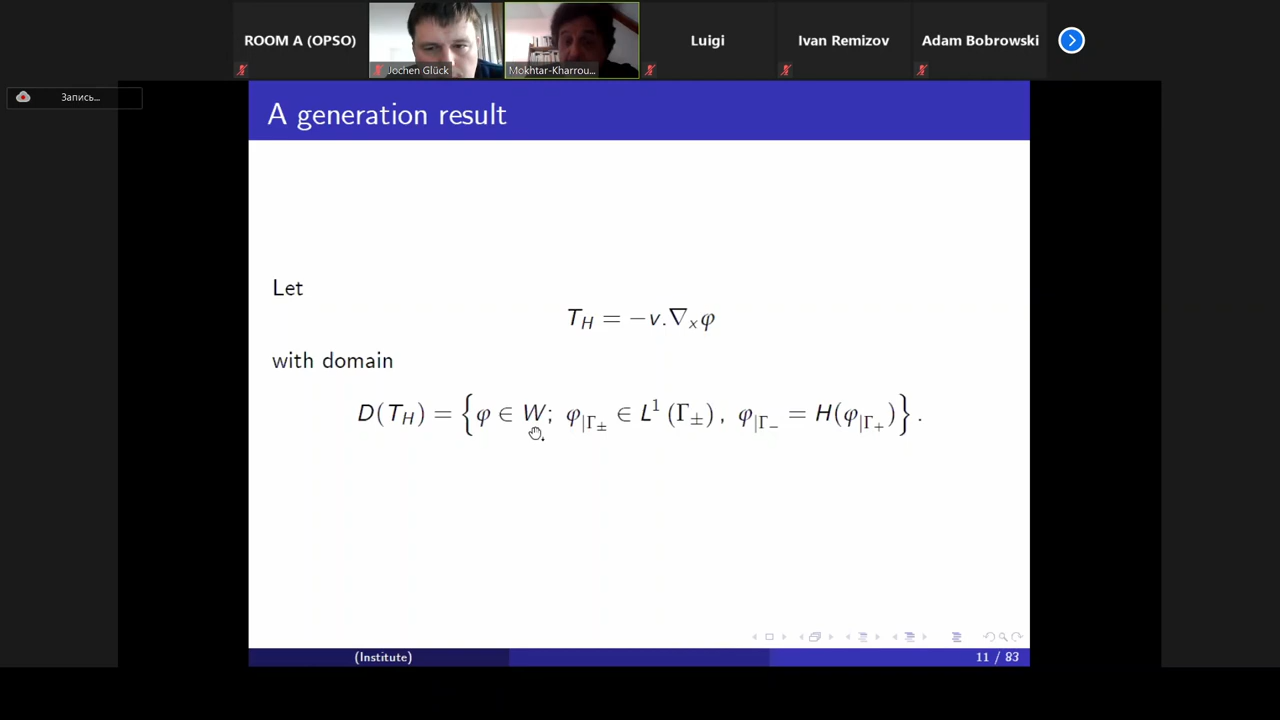 ROOM A (OPSO)
Jochen Glück
Mokhtar-Kharrou...
Luigi
Ivan Remizov
Adam Bobrowski
Запись...
A generation result
Let
T_H = −v.∇_x φ
with domain
D(T_H) = { φ ∈ W; φ_{|Γ±} ∈ L¹ (Γ±) , φ_{|Γ−} = H(φ_{|Γ+}) } .
(Institute)
11 / 83